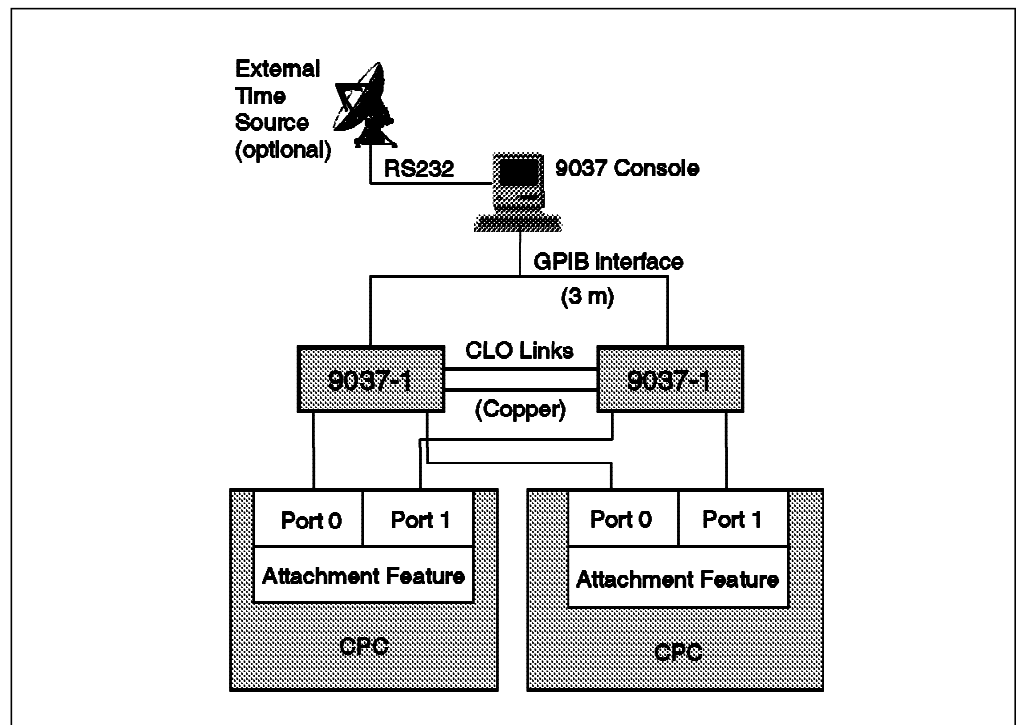 External
Time
Source
(optional)
RS232
9037 Console
GPIB Interface
(3 m)
CLO Links
9037-1
9037-1
(Copper)
Port 0
Port 1
Port 0
Port 1
Attachment Feature
Attachment Feature
CPC
CPC